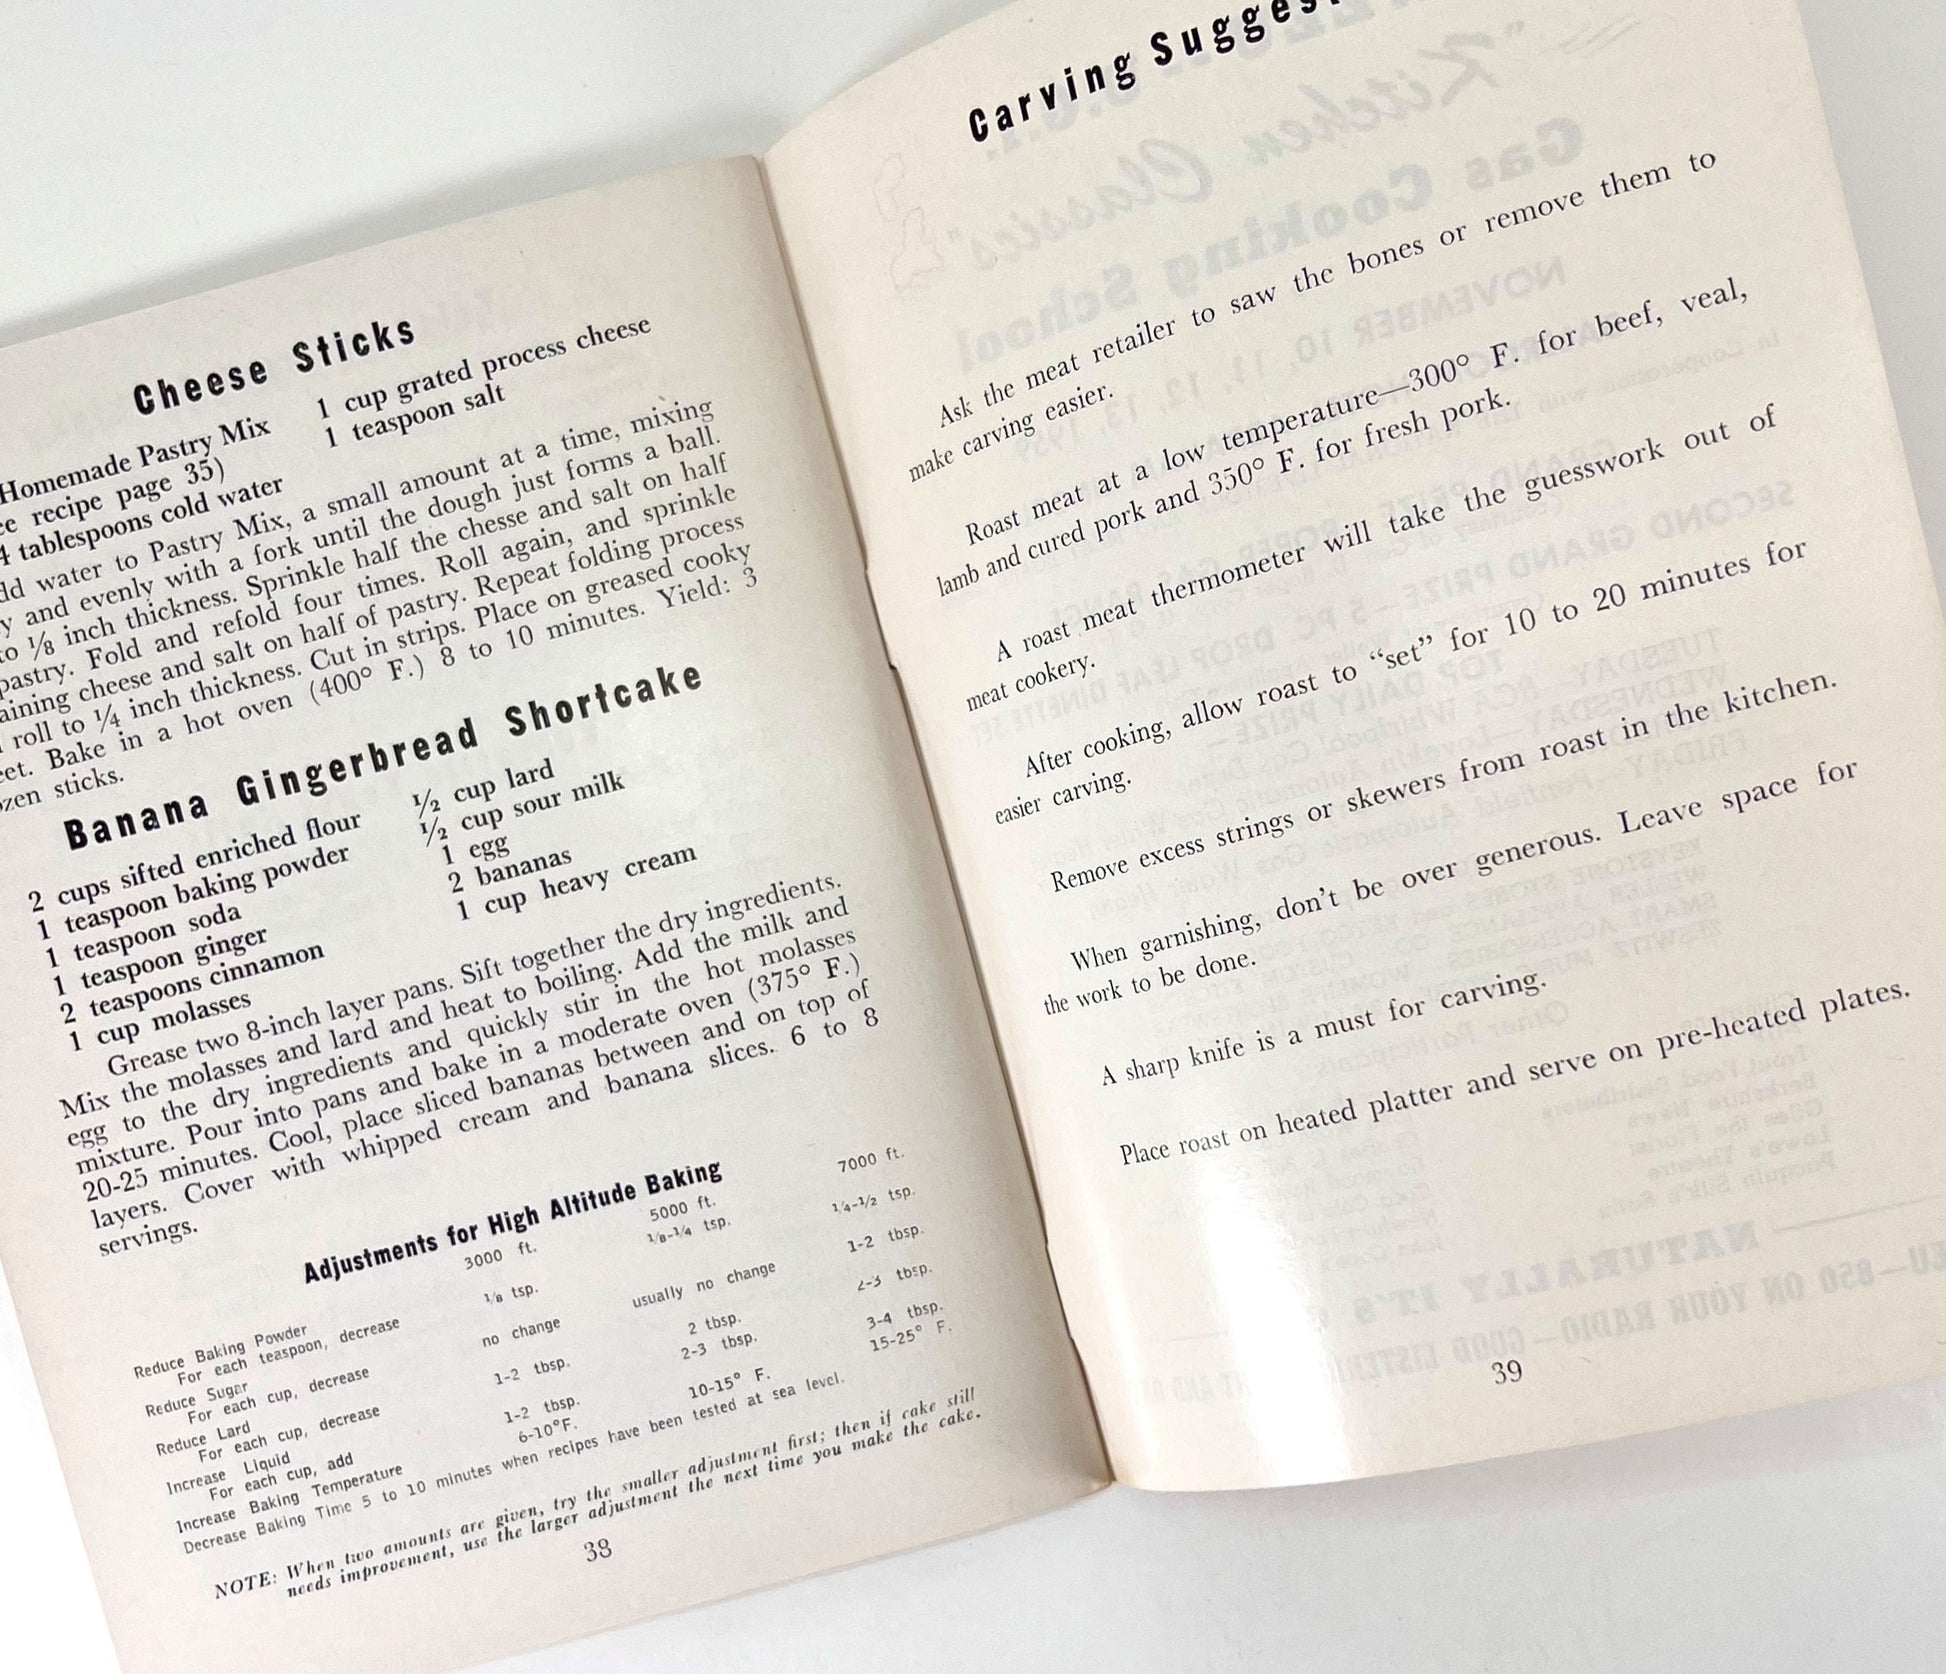 Cheese Sticks
Homemade Pastry Mix
recipe page 35)
4 tablespoons cold water
1 cup grated process cheese
1 teaspoon salt
water to Pastry Mix, a small amount at a time, mixing
and evenly with a fork until the dough just forms a ball.
to 1/8 inch thickness. Sprinkle half the chesse and salt on half
pastry. Fold and refold four times. Roll again, and sprinkle
cheese and salt on half of pastry. Repeat folding process
roll to 1/4 inch thickness. Cut in strips. Place on greased cooky
Bake in a hot oven (400° F.) 8 to 10 minutes. Yield: 3
sticks.
Banana Gingerbread Shortcake
2 cups sifted enriched flour
1 teaspoon baking powder
1 teaspoon soda
1 teaspoon ginger
2 teaspoons cinnamon
1 cup molasses
1/2 cup lard
1/2 cup sour milk
1 egg
2 bananas
1 cup heavy cream
Grease two 8-inch layer pans. Sift together the dry ingredients.
Mix the molasses and lard and heat to boiling. Add the milk and
egg to the dry ingredients and quickly stir in the hot molasses
mixture. Pour into pans and bake in a moderate oven (375° F.)
20-25 minutes. Cool, place sliced bananas between and on top of
layers. Cover with whipped cream and banana slices. 6 to 8
servings.
Adjustments for High Altitude Baking
3000 ft. 5000 ft. 7000 ft.
Reduce Baking Powder
For each teaspoon, decrease 1/8 tsp. 1/8-1/4 tsp. 1/4-1/2 tsp.
Reduce Sugar
For each cup, decrease no change usually no change 1-2 tbsp.
Reduce Lard
For each cup, decrease 1-2 tbsp. 2 tbsp. 2-3 tbsp.
Increase Liquid
For each cup, add 1-2 tbsp. 2-3 tbsp. 3-4 tbsp.
Increase Baking Temperature 6-10°F. 10-15° F. 15-25° F.
Decrease Baking Time 5 to 10 minutes when recipes have been tested at sea level.
NOTE: When two amounts are given, try the smaller adjustment first; then if cake still
needs improvement, use the larger adjustment the next time you make the cake.
38
Carving
Ask the meat retailer to saw the bones or remove them to
make carving easier.
Roast meat at a low temperature—300° F. for beef, veal,
lamb and cured pork and 350° F. for fresh pork.
A roast meat thermometer will take the guesswork out of
meat cookery.
After cooking, allow roast to “set” for 10 to 20 minutes for
easier carving.
Remove excess strings or skewers from roast in the kitchen.
When garnishing, don’t be over generous. Leave space for
the work to be done.
A sharp knife is a must for carving.
Place roast on heated platter and serve on pre-heated plates.
39